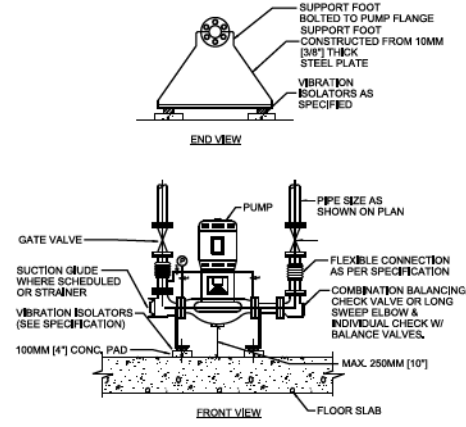 SUPPORT FOOT
BOLTED TO PUMP FLANGE
SUPPORT FOOT
CONSTRUCTED FROM 10MM
[3/8"] THICK
STEEL PLATE
VIBRATION
ISOLATORS AS
SPECIFIED
END VIEW
PUMP
PIPE SIZE AS
SHOWN ON PLAN
GATE VALVE
P
FLEXIBLE CONNECTION
AS PER SPECIFICATION
SUCTION GIUDE
WHERE SCHEDULED
OR STRAINER
COMBINATION BALANCING
CHECK VALVE OR LONG
SWEEP ELBOW &
INDIVIDUAL CHECK W/
BALANCE VALVES.
VIBRATION ISOLATORS
(SEE SPECIFICATION)
100MM [4"] CONC. PAD
MAX. 250MM [10"]
FRONT VIEW
FLOOR SLAB